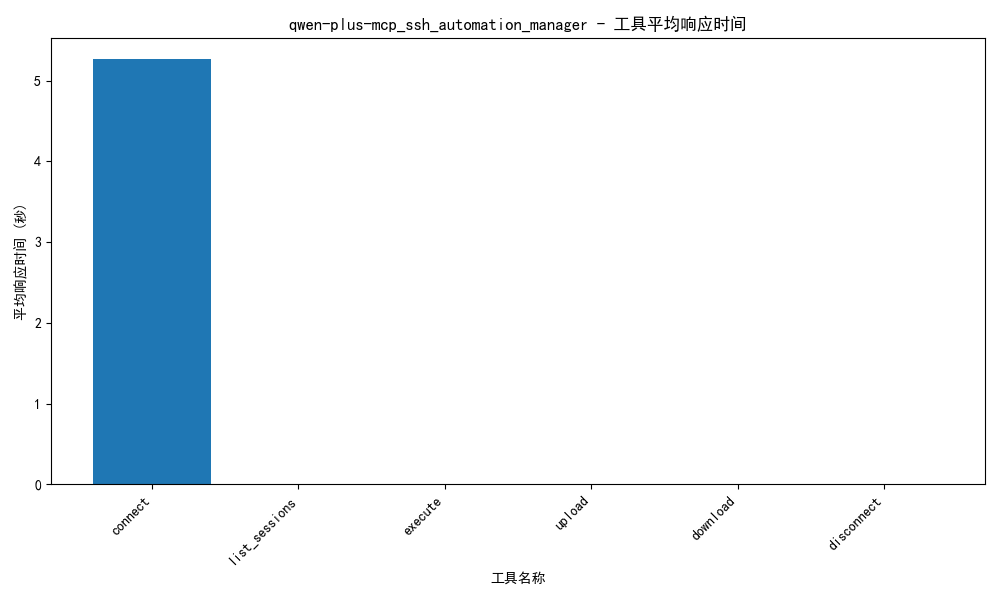 qwen-plus-mcp_ssh_automation_manager - 工具平均响应时间
平均响应时间 (秒)
5
4
3
2
1
0
connect
list_sessions
execute
upload
download
disconnect
工具名称